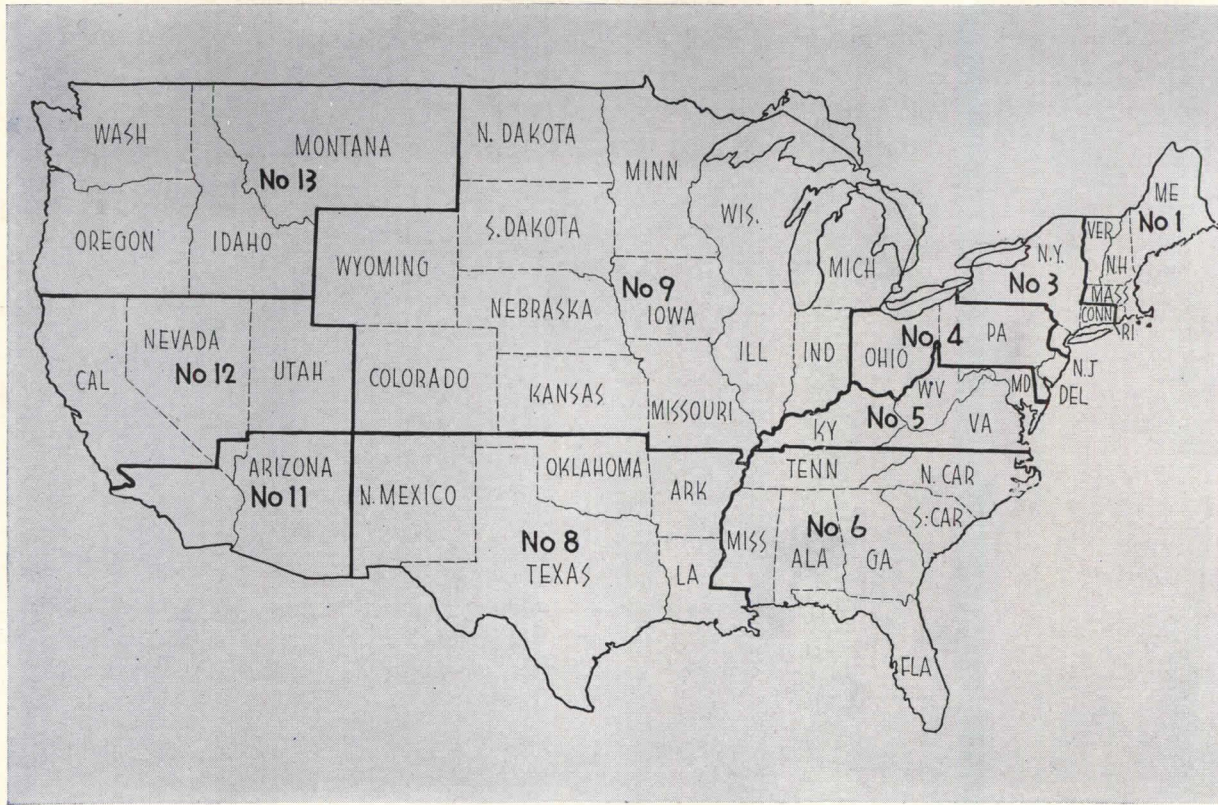 WASH
MONTANA
N. DAKOTA
MINN
No 13
OREGON
IDAHO
WYOMING
S. DAKOTA
WIS.
MICH
ME
No 1
VER
N.Y.
NH
No 3
MASS
CONN
RI
NEBRASKA
No 9
IOWA
NEVADA
No 12
CAL
UTAH
COLORADO
KANSAS
MISSOURI
ILL
IND
OHIO
No 4
PA
N.J
DEL
MD
WV
No 5
VA
KY
ARIZONA
No 11
N. MEXICO
OKLAHOMA
ARK
TENN
N. CAR
S. CAR
No 8
TEXAS
LA
MISS
No 6
ALA
GA
FLA